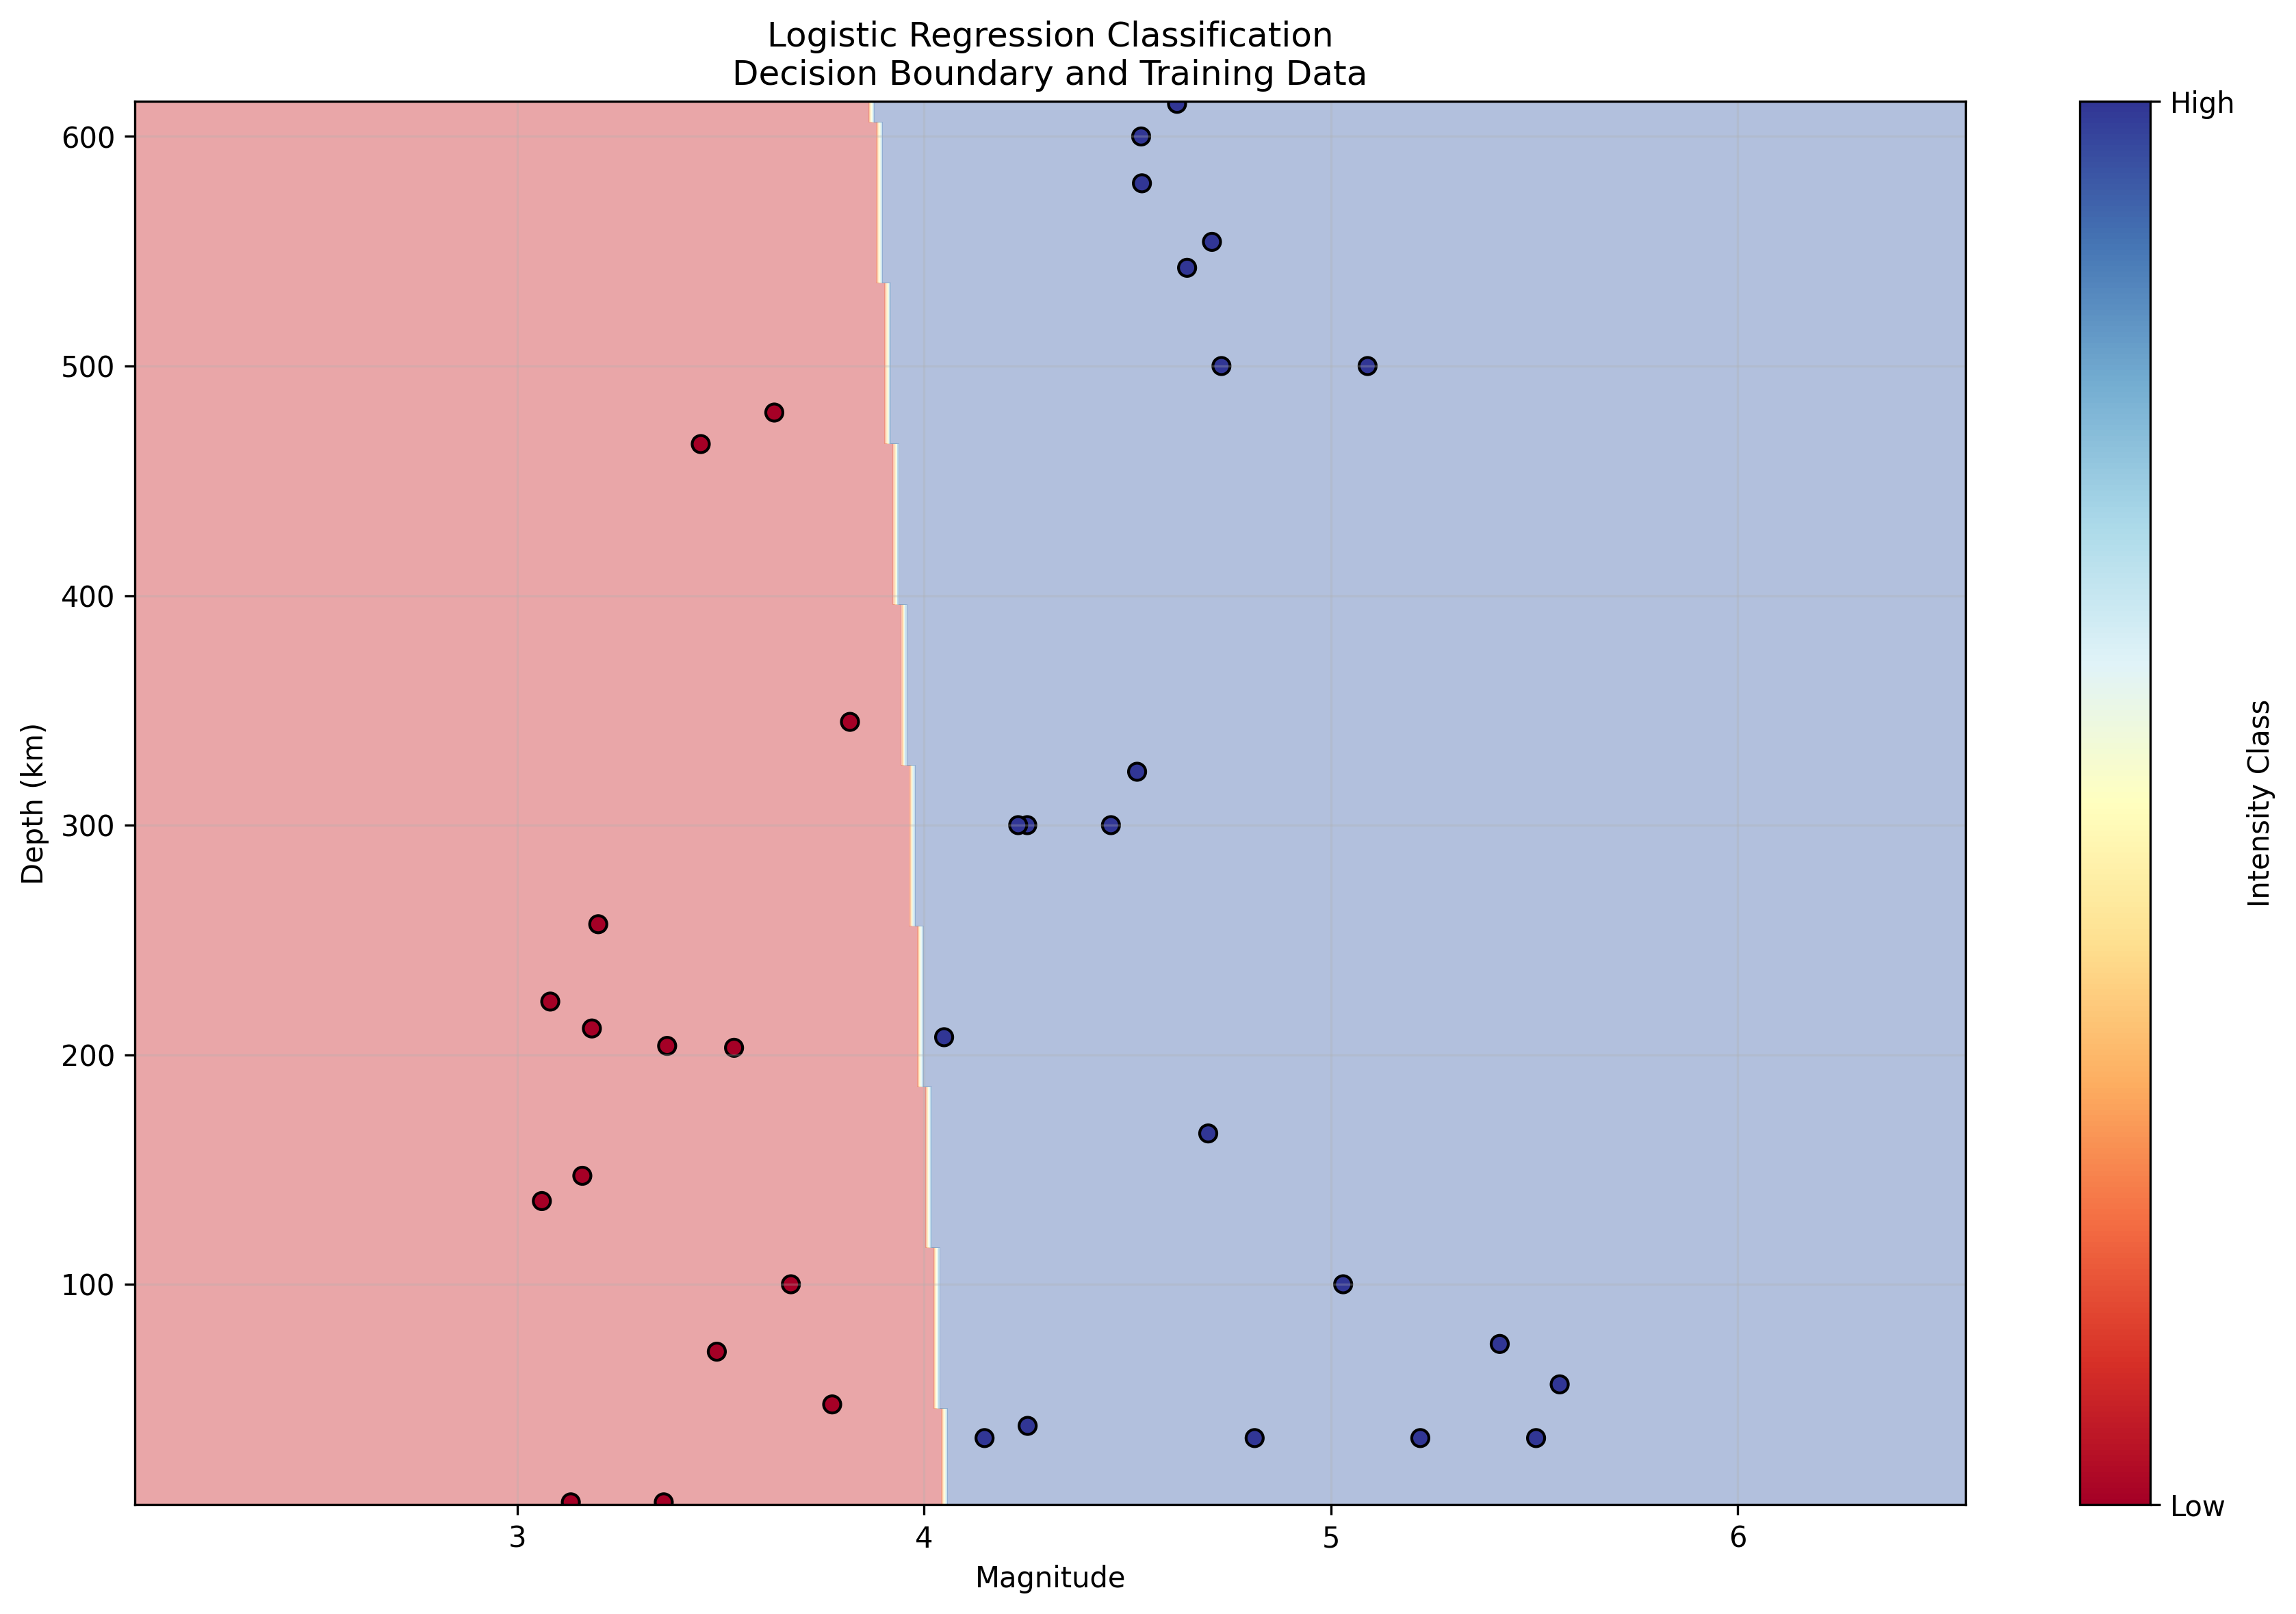 Logistic Regression Classification
Decision Boundary and Training Data
600
500
400
300
200
100
Depth (km)
3
4
5
6
Magnitude
High
Low
Intensity Class